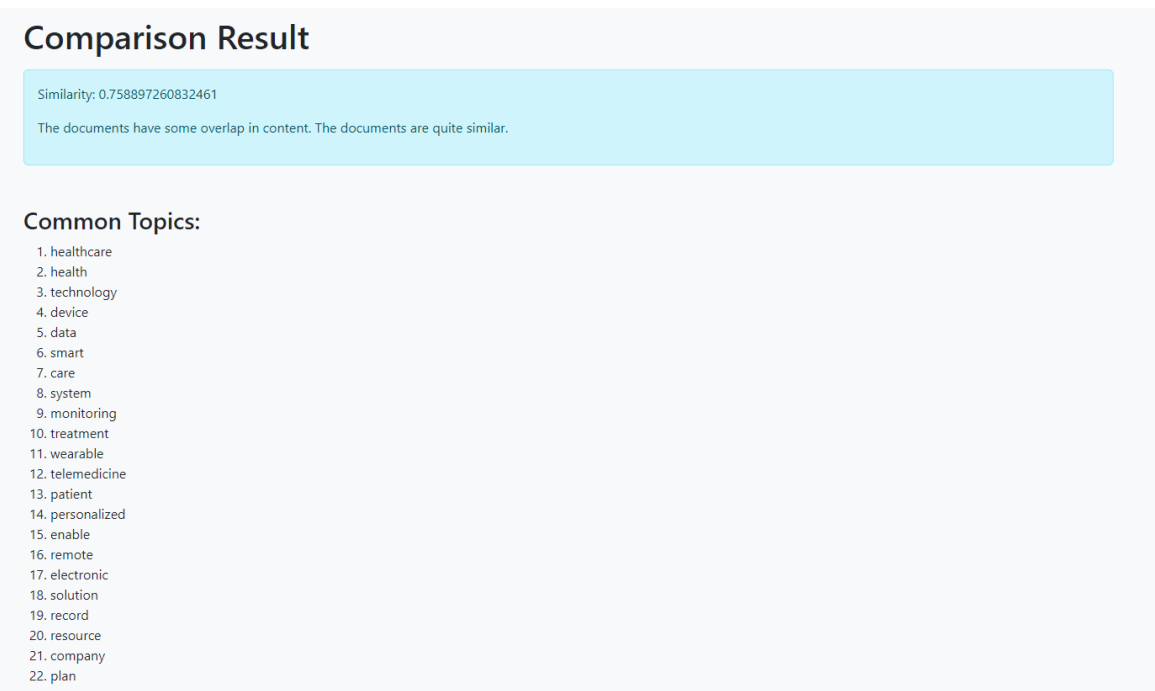 Comparison Result
Similarity: 0.758897260832461
The documents have some overlap in content. The documents are quite similar.
Common Topics:
1. healthcare
2. health
3. technology
4. device
5. data
6. smart
7. care
8. system
9. monitoring
10. treatment
11. wearable
12. telemedicine
13. patient
14. personalized
15. enable
16. remote
17. electronic
18. solution
19. record
20. resource
21. company
22. plan